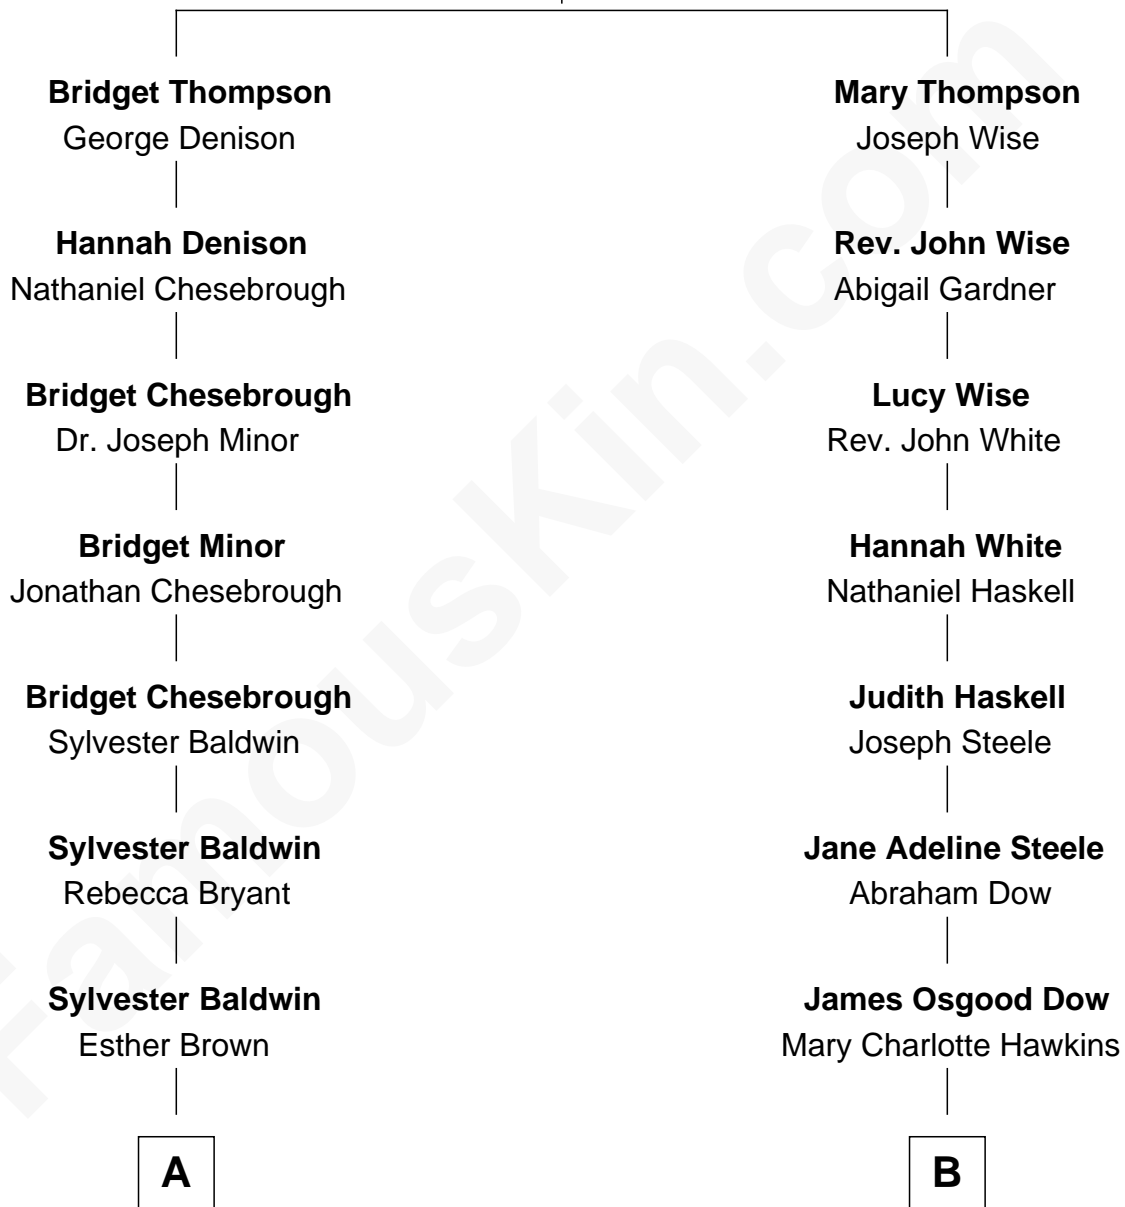 Bridget Thompson
George Denison
Hannah Denison
Nathaniel Chesebrough
Bridget Chesebrough
Dr. Joseph Minor
Bridget Minor
Jonathan Chesebrough
Bridget Chesebrough
Sylvester Baldwin
Sylvester Baldwin
Rebecca Bryant
Sylvester Baldwin
Esther Brown
A
Mary Thompson
Joseph Wise
Rev. John Wise
Abigail Gardner
Lucy Wise
Rev. John White
Hannah White
Nathaniel Haskell
Judith Haskell
Joseph Steele
Jane Adeline Steele
Abraham Dow
James Osgood Dow
Mary Charlotte Hawkins
B
FamousKin.com